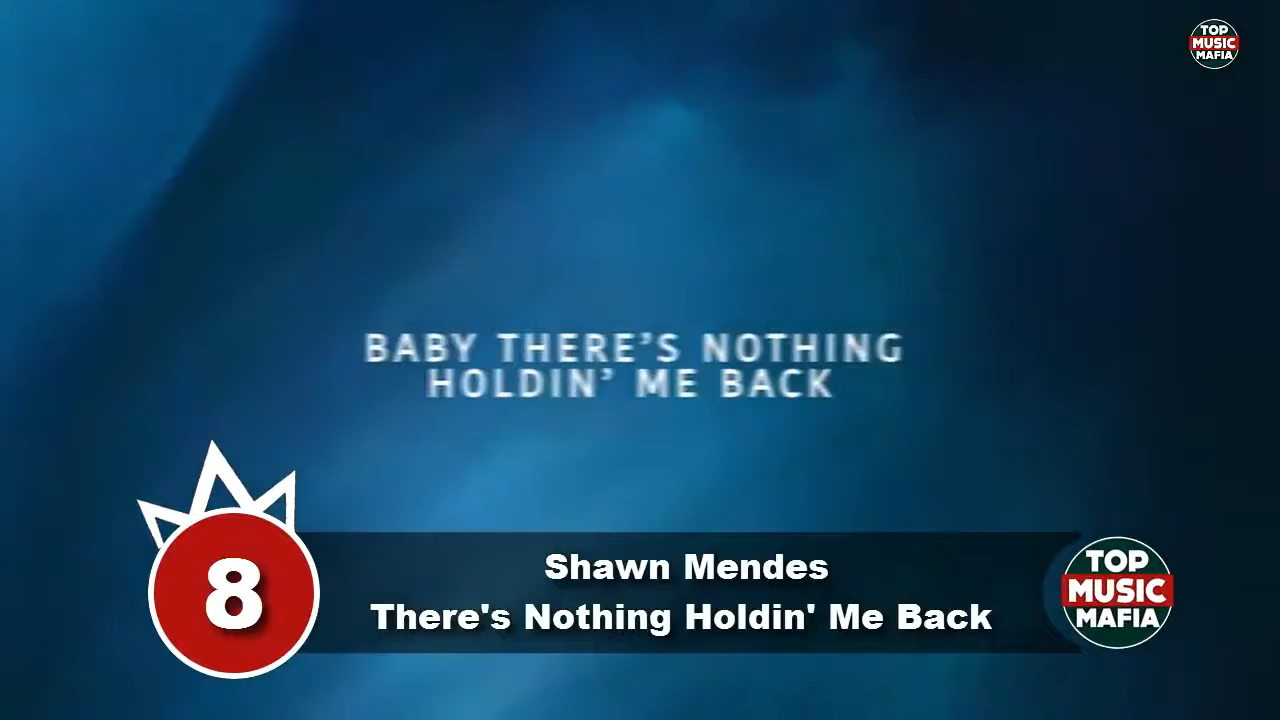 TOP
MUSIC
MAFIA
BABY THERE’S NOTHING
HOLDIN’ ME BACK
8
Shawn Mendes
There's Nothing Holdin' Me Back
TOP
MUSIC
MAFIA